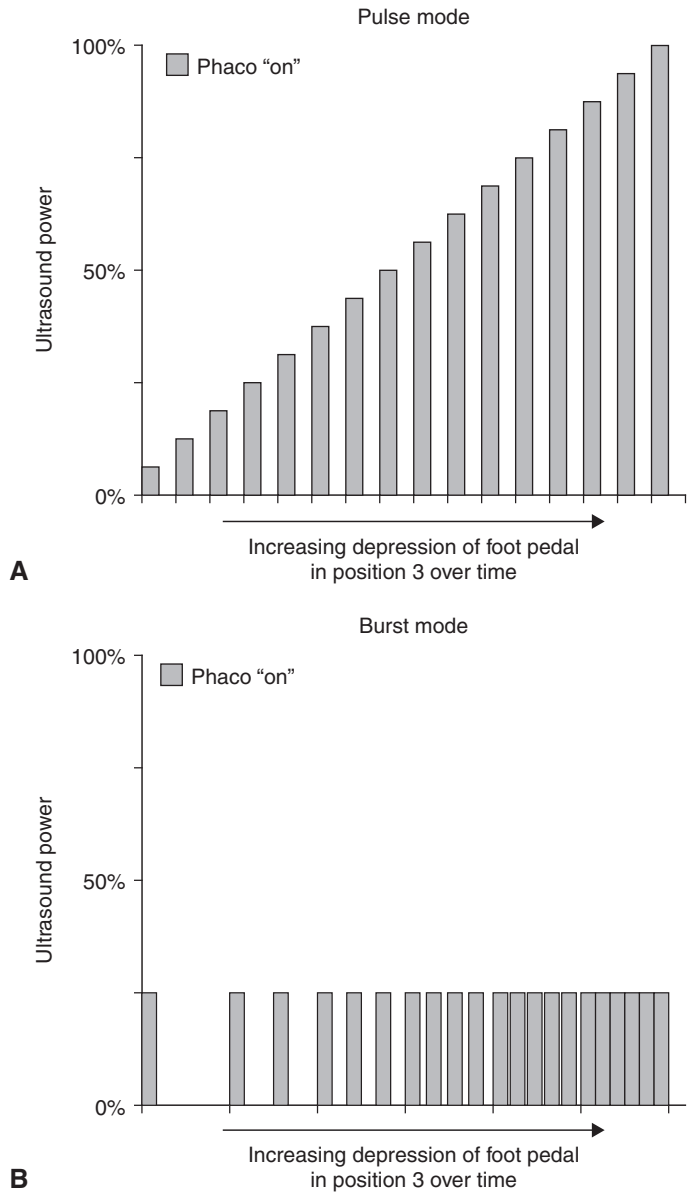 Pulse mode
100%
Phaco “on”
Ultrasound power
50%
0%
Increasing depression of foot pedal
in position 3 over time
A
Burst mode
100%
Phaco “on”
Ultrasound power
50%
0%
Increasing depression of foot pedal
in position 3 over time
B